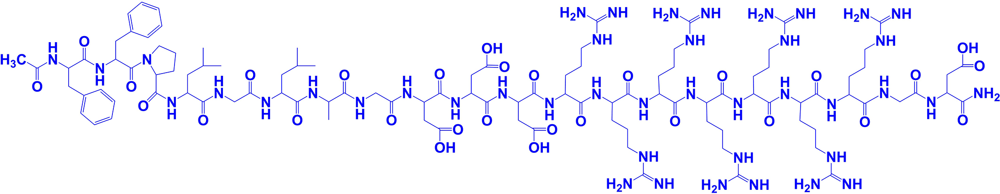 H₂N NH H₂N NH H₂N NH H₂N NH
O NH NH NH NH
H OH OH
H₃C N N
N O O
O O O O O O O O
H H H H H H H H H
O O
N N N N N N N N NH₂
O N N N N N N N N N
H H H H H H H H H
O O O O O O O O O
O O
OH OH
NH NH NH
H₂N NH H₂N NH H₂N NH